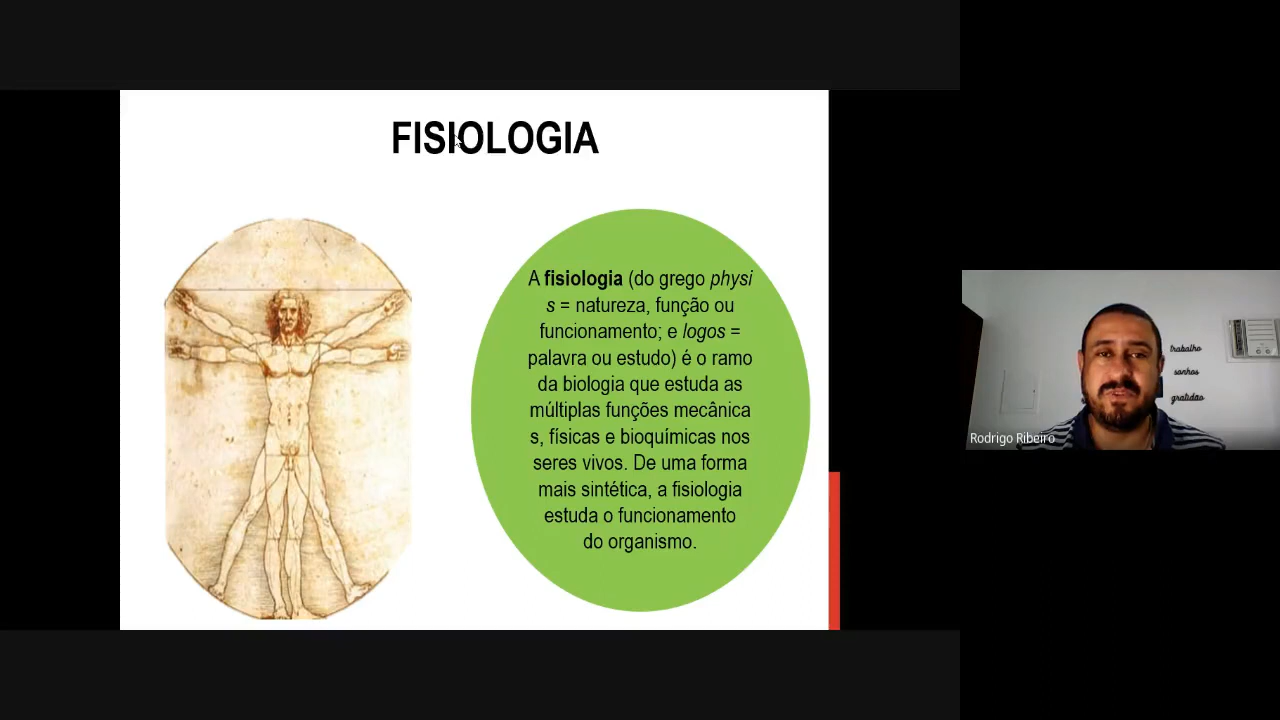 FISIOLOGIA
A fisiologia (do grego physi
s = natureza, função ou
funcionamento; e logos =
palavra ou estudo) é o ramo
da biologia que estuda as
múltiplas funções mecânica
s, físicas e bioquímicas nos
seres vivos. De uma forma
mais sintética, a fisiologia
estuda o funcionamento
do organismo.
trabalho
sonhos
gratidão
Rodrigo Ribeiro